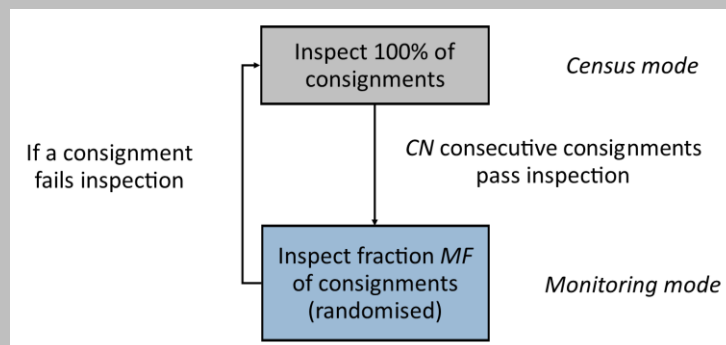 Inspect 100% of
consignments
Census mode
If a consignment
fails inspection
CN consecutive consignments
pass inspection
Inspect fraction MF
of consignments
(randomised)
Monitoring mode